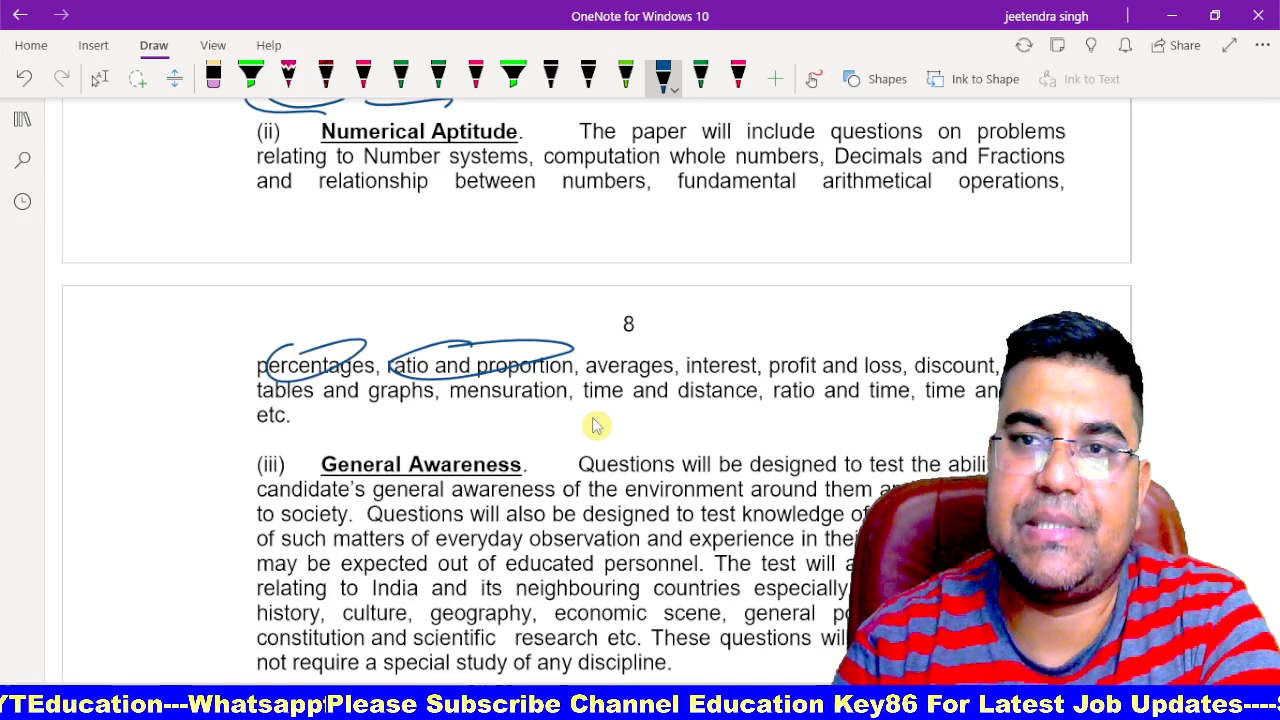 OneNote for Windows 10
jeetendra singh
Home Insert Draw View Help
Share
Shapes Ink to Shape Ink to Text
(ii) Numerical Aptitude. The paper will include questions on problems
relating to Number systems, computation whole numbers, Decimals and Fractions
and relationship between numbers, fundamental arithmetical operations,
8
percentages, ratio and proportion, averages, interest, profit and loss, discount,
tables and graphs, mensuration, time and distance, ratio and time, time
etc.
(iii) General Awareness. Questions will be designed to test the
candidate's general awareness of the environment around them
to society. Questions will also be designed to test knowledge of
of such matters of everyday observation and experience in their
may be expected out of educated personnel. The test will
relating to India and its neighbouring countries especially
history, culture, geography, economic scene, general
constitution and scientific research etc. These questions
not require a special study of any discipline.
YTEducation---Whatsapp Please Subscribe Channel Education Key86 For Latest Job Updates----